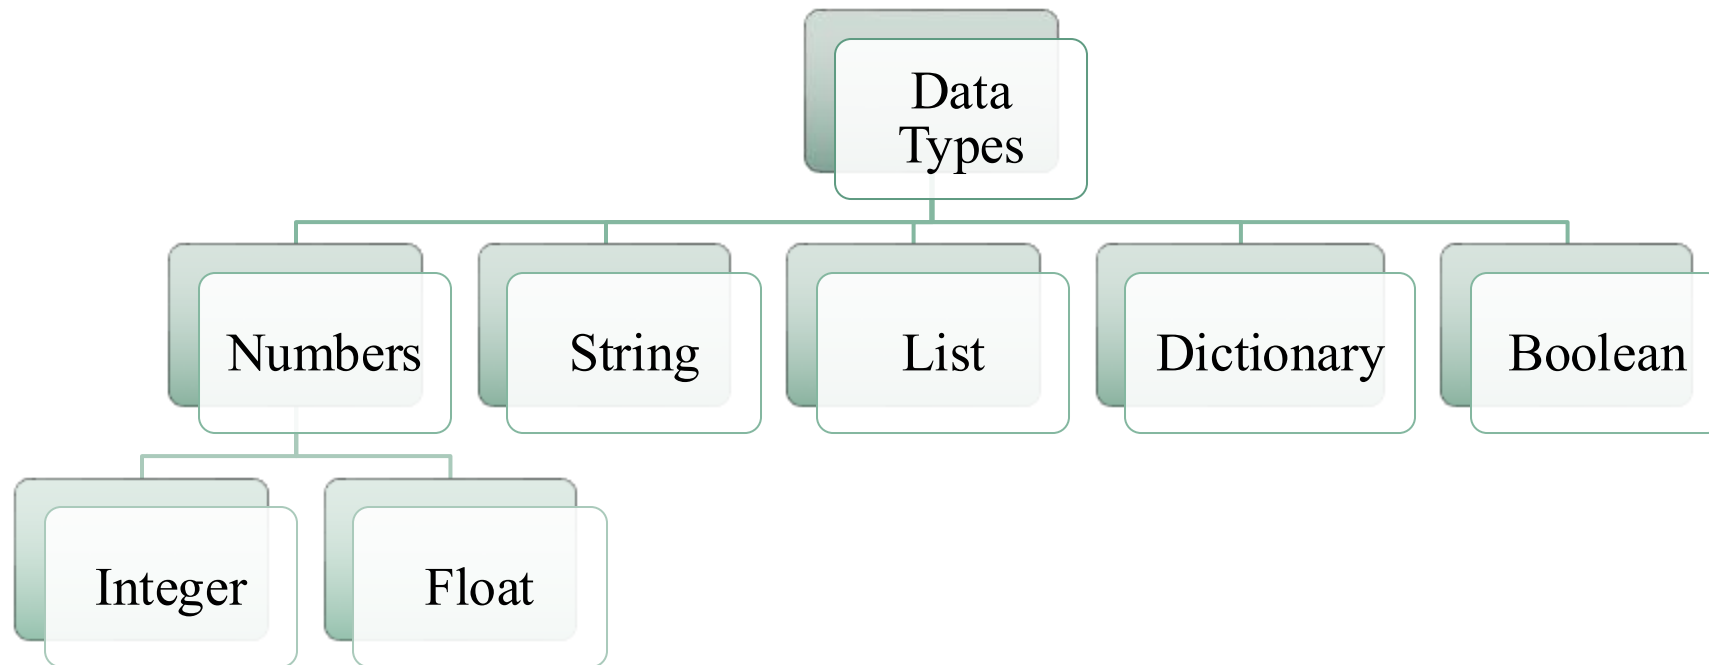 Data
Types
Numbers
String
List
Dictionary
Boolean
Integer
Float